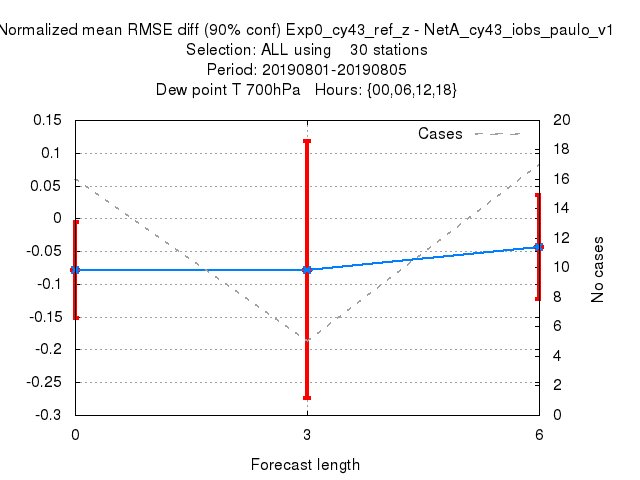 Normalized mean RMSE diff (90% conf) Exp0_cy43_ref_z - NetA_cy43_iobs_paulo_v1
Selection: ALL using 30 stations
Period: 20190801-20190805
Dew point T 700hPa Hours: {00,06,12,18}
Cases
0.15
0.1
0.05
0
-0.05
-0.1
-0.15
-0.2
-0.25
-0.3
20
18
16
14
12
10
8
6
4
2
0
No cases
0 3 6
Forecast length